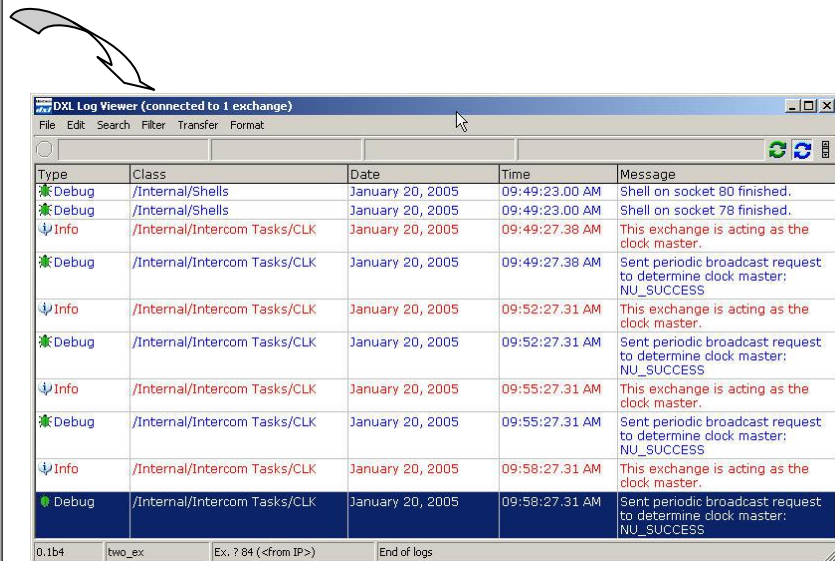 DXL Log Viewer (connected to 1 exchange)
File Edit Search Filter Transfer Format
Type Class Date Time Message
Debug /Internal/Shells January 20, 2005 09:49:23.00 AM Shell on socket 80 finished.
Debug /Internal/Shells January 20, 2005 09:49:23.00 AM Shell on socket 78 finished.
Info /Internal/Intercom Tasks/CLK January 20, 2005 09:49:27.38 AM This exchange is acting as the
clock master.
Debug /Internal/Intercom Tasks/CLK January 20, 2005 09:49:27.38 AM Sent periodic broadcast request
to determine clock master:
NU_SUCCESS
Info /Internal/Intercom Tasks/CLK January 20, 2005 09:52:27.31 AM This exchange is acting as the
clock master.
Debug /Internal/Intercom Tasks/CLK January 20, 2005 09:52:27.31 AM Sent periodic broadcast request
to determine clock master:
NU_SUCCESS
Info /Internal/Intercom Tasks/CLK January 20, 2005 09:55:27.31 AM This exchange is acting as the
clock master.
Debug /Internal/Intercom Tasks/CLK January 20, 2005 09:55:27.31 AM Sent periodic broadcast request
to determine clock master:
NU_SUCCESS
Info /Internal/Intercom Tasks/CLK January 20, 2005 09:58:27.31 AM This exchange is acting as the
clock master.
Debug /Internal/Intercom Tasks/CLK January 20, 2005 09:58:27.31 AM Sent periodic broadcast request
to determine clock master:
NU_SUCCESS
0.1b4 two_ex Ex. ? 84 (<from IP>) End of logs